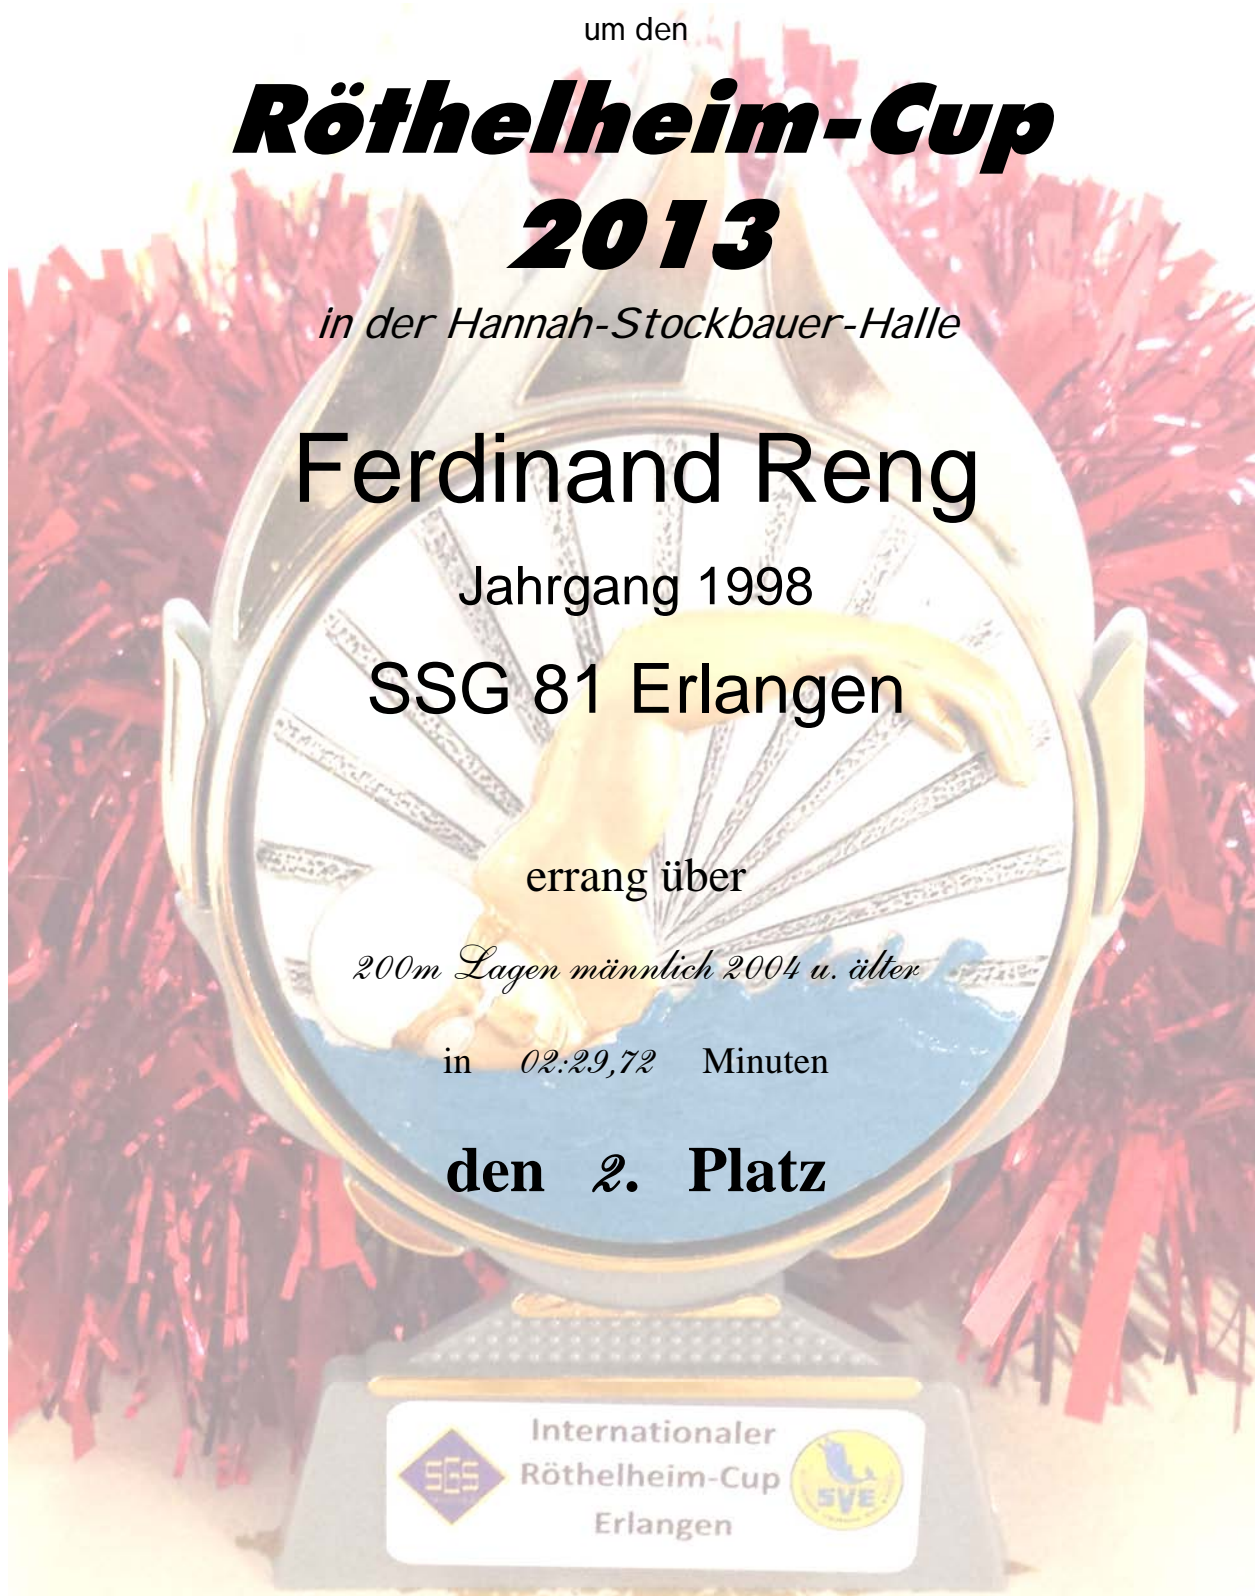 um den
Röthelheim-Cup
2013
in der Hannah-Stockbauer-Halle
Ferdinand Reng
Jahrgang 1998
SSG 81 Erlangen
errang über
200m Lagen männlich 2004 u. älter
in 02:29,72 Minuten
den 2. Platz
Internationaler
Röthelheim-Cup
Erlangen
SGS
SVE